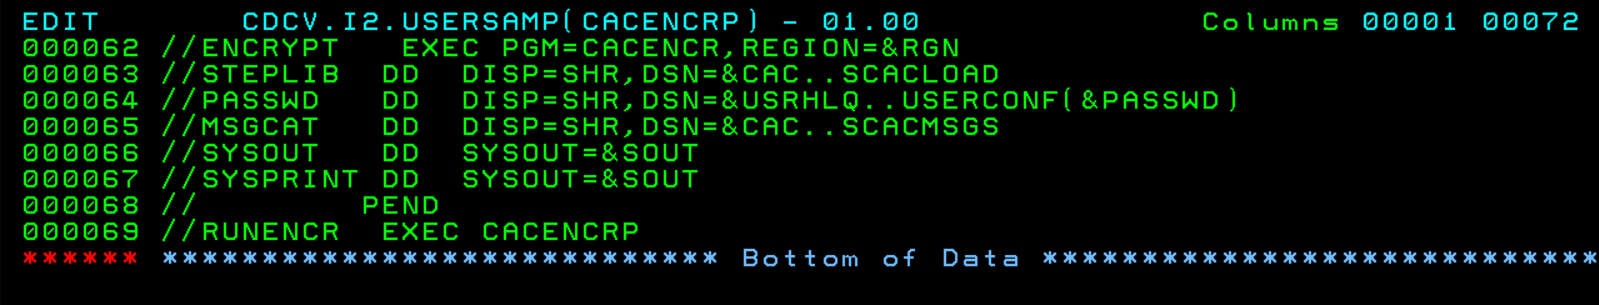 EDIT CDCV.I2.USERSAMP(CACENCRP) - 01.00 Columns 00001 00072
000062 //ENCRYPT EXEC PGM=CACENCR,REGION=&RGN
000063 //STEPLIB DD DISP=SHR,DSN=&CAC..SCACLOAD
000064 //PASSWD DD DISP=SHR,DSN=&USRHLQ..USERCONF(&PASSWD)
000065 //MSGCAT DD DISP=SHR,DSN=&CAC..SCACMSGS
000066 //SYSOUT DD SYSOUT=&SOUT
000067 //SYSPRINT DD SYSOUT=&SOUT
000068 // PEND
000069 //RUNENCR EXEC CACENCRP
****** **************************** Bottom of Data ****************************